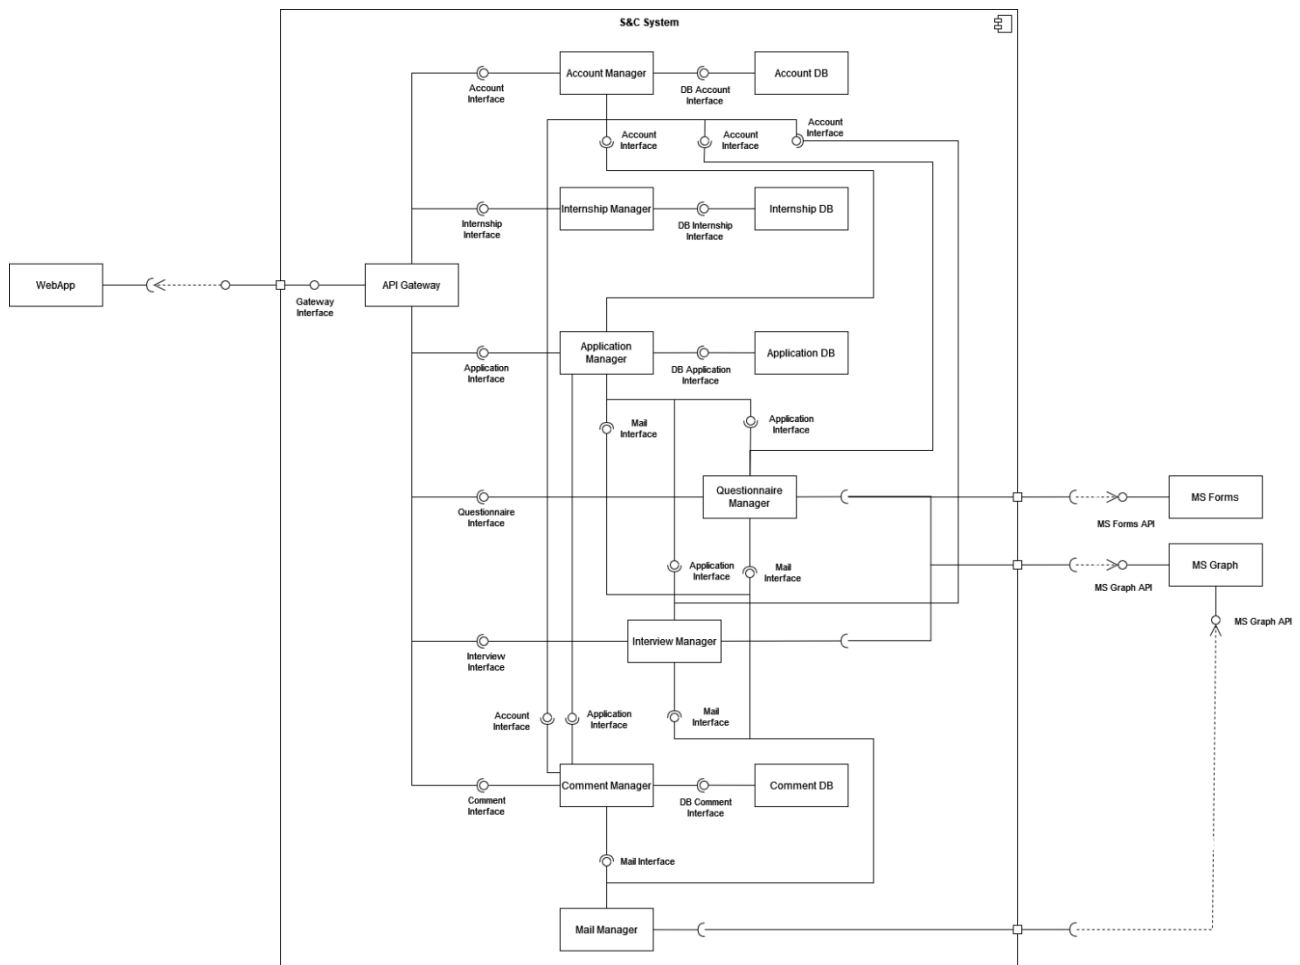 S&C System
Account Manager
Account DB
Account
Interface
DB Account
Interface
Account
Interface
Account
Interface
Account
Interface
Internship Manager
Internship DB
Internship
Interface
DB Internship
Interface
WebApp
API Gateway
Gateway
Interface
Application
Manager
Application DB
Application
Interface
DB Application
Interface
Mail
Interface
Application
Interface
Questionnaire
Manager
MS Forms
Questionnaire
Interface
MS Forms API
Application
Interface
Mail
Interface
MS Graph
MS Graph API
MS Graph API
Interview Manager
Interview
Interface
Account
Interface
Application
Interface
Mail
Interface
Comment Manager
Comment DB
Comment
Interface
DB Comment
Interface
Mail Interface
Mail Manager